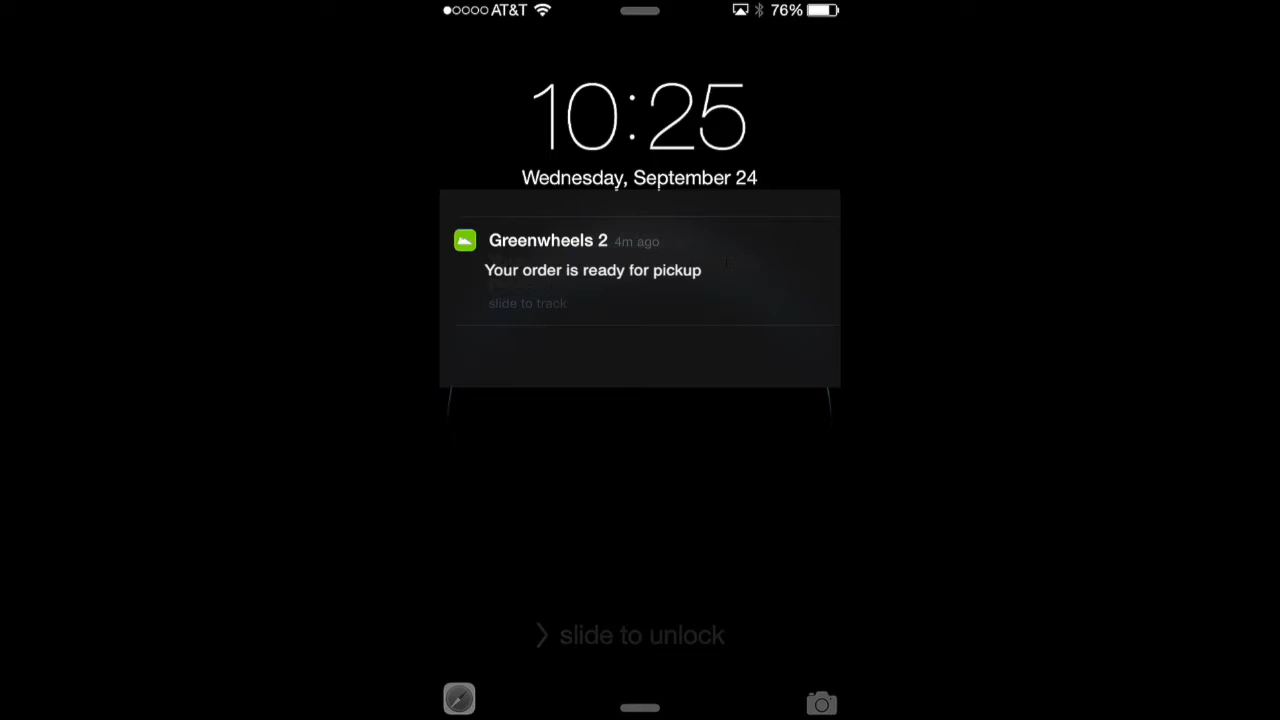 AT&T 76%
10:25
Wednesday, September 24
Greenwheels 2 4m ago
Your order is ready for pickup
slide to track
slide to unlock